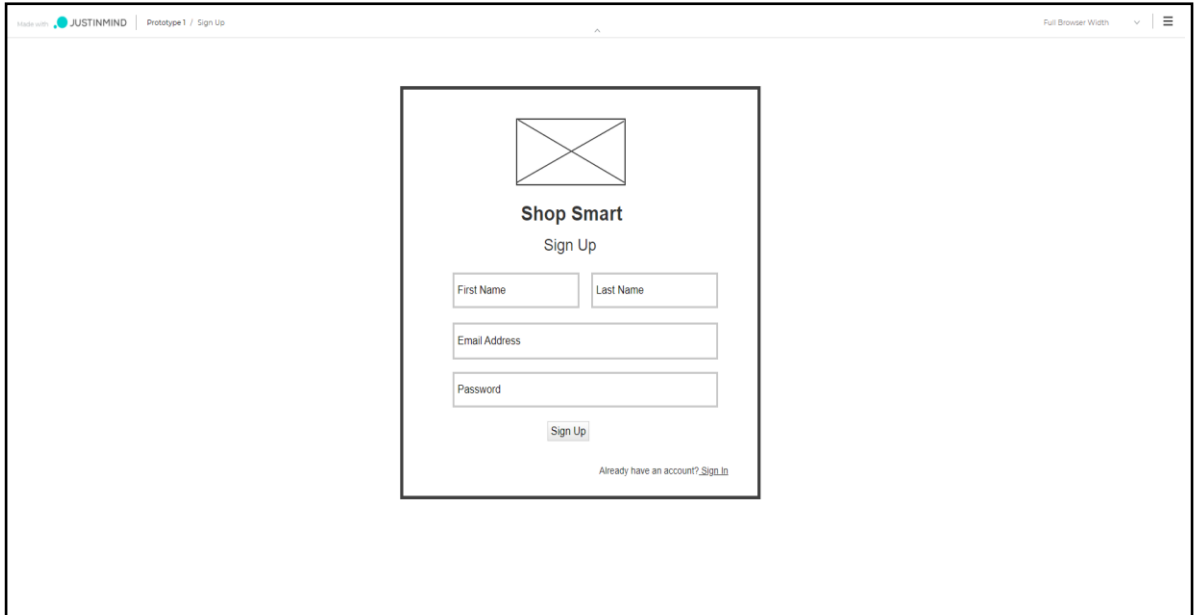 Made with JUSTINMIND Prototype 1 / Sign Up Full Browser Width
Shop Smart
Sign Up
First Name Last Name
Email Address
Password
Sign Up
Already have an account? Sign In